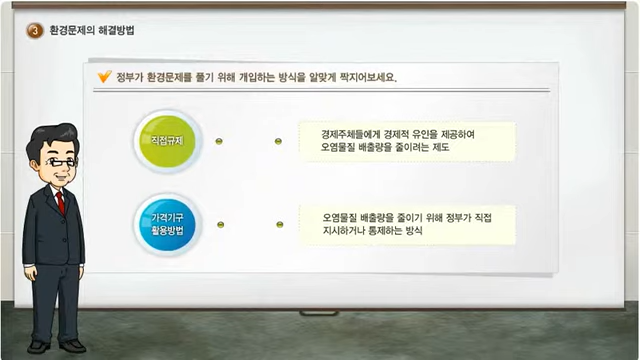 3 환경문제의 해결방법
정부가 환경문제를 풀기 위해 개입하는 방식을 알맞게 짝지어보세요.
직접규제
경제주체들에게 경제적 유인을 제공하여
오염물질 배출량을 줄이려는 제도
가격기구
활용방법
오염물질 배출량을 줄이기 위해 정부가 직접
지시하거나 통제하는 방식